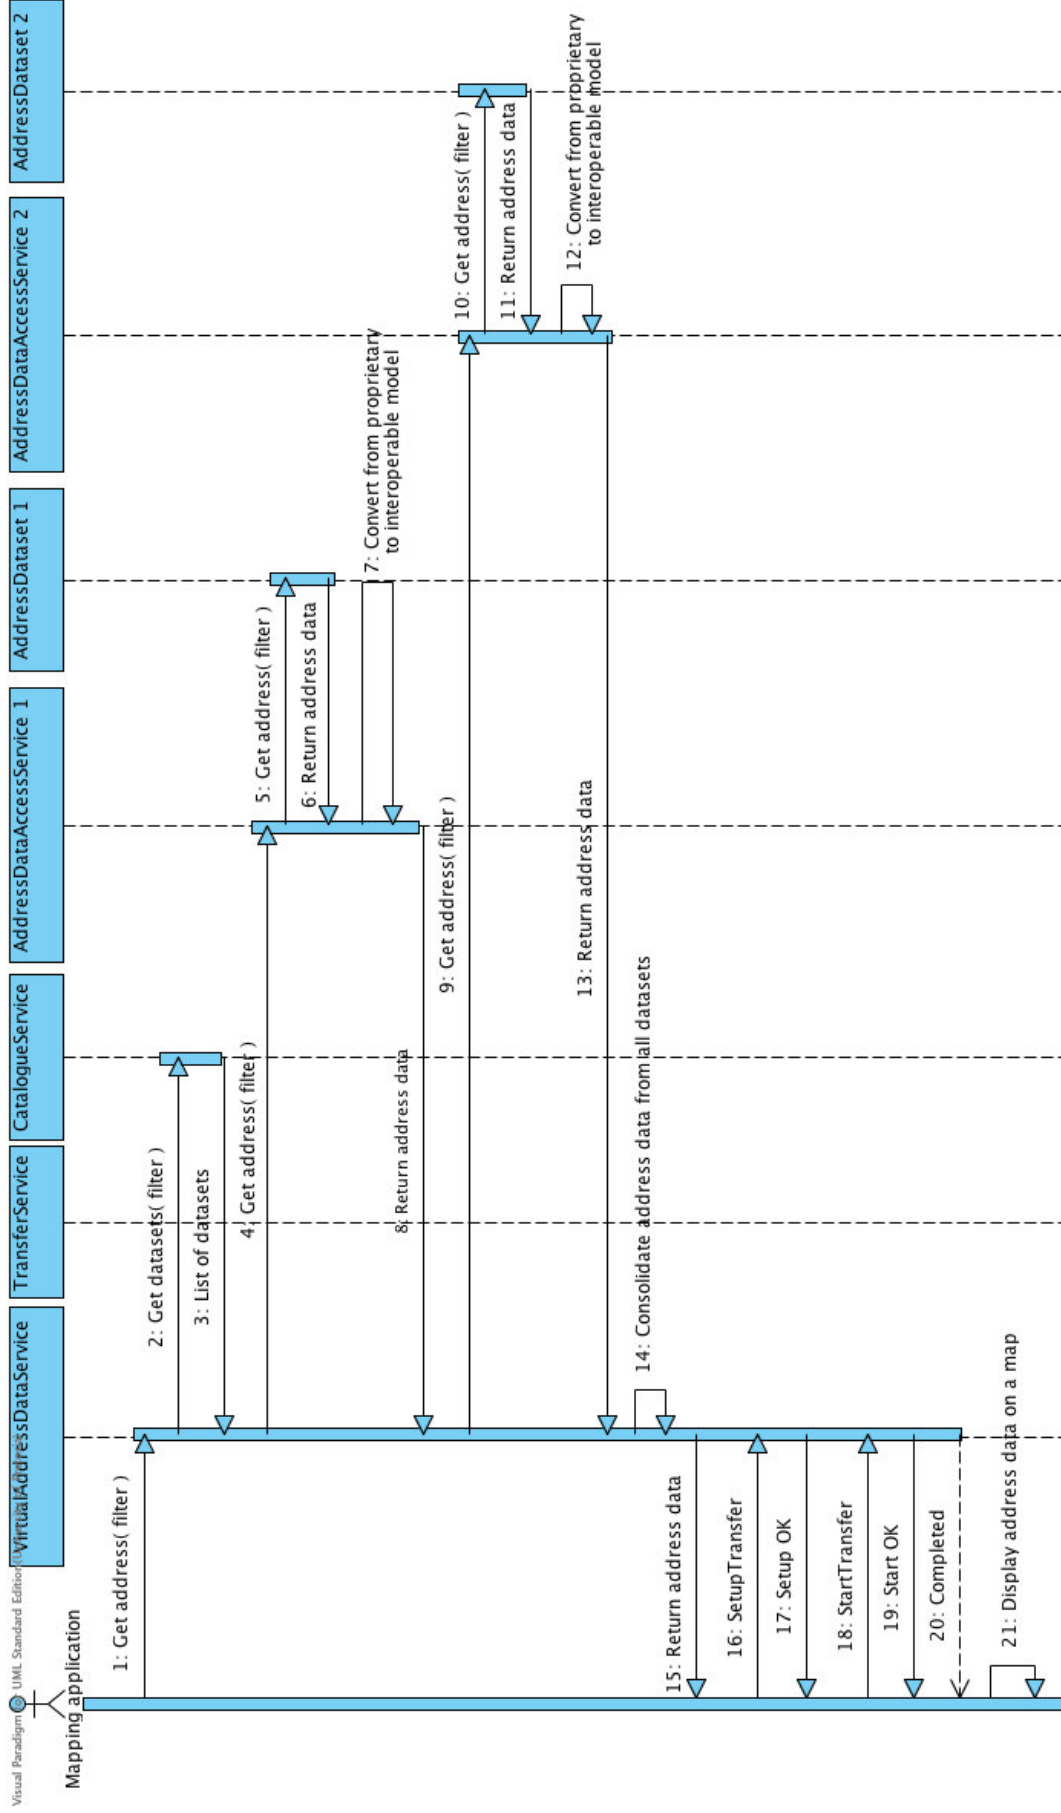 Visual Paradigm for UML Standard Edition
Mapping application
VirtualAddressDataService
TransferService
CatalogueService
AddressDataAccessService 1
AddressDataset 1
AddressDataAccessService 2
AddressDataset 2
1: Get address( filter )
2: Get datasets( filter )
3: List of datasets
4: Get address( filter )
5: Get address( filter )
6: Return address data
7: Convert from proprietary
to interoperable model
8: Return address data
9: Get address( filter )
10: Get address( filter )
11: Return address data
12: Convert from proprietary
to interoperable model
13: Return address data
14: Consolidate address data from all datasets
15: Return address data
16: SetupTransfer
17: Setup OK
18: StartTransfer
19: Start OK
20: Completed
21: Display address data on a map